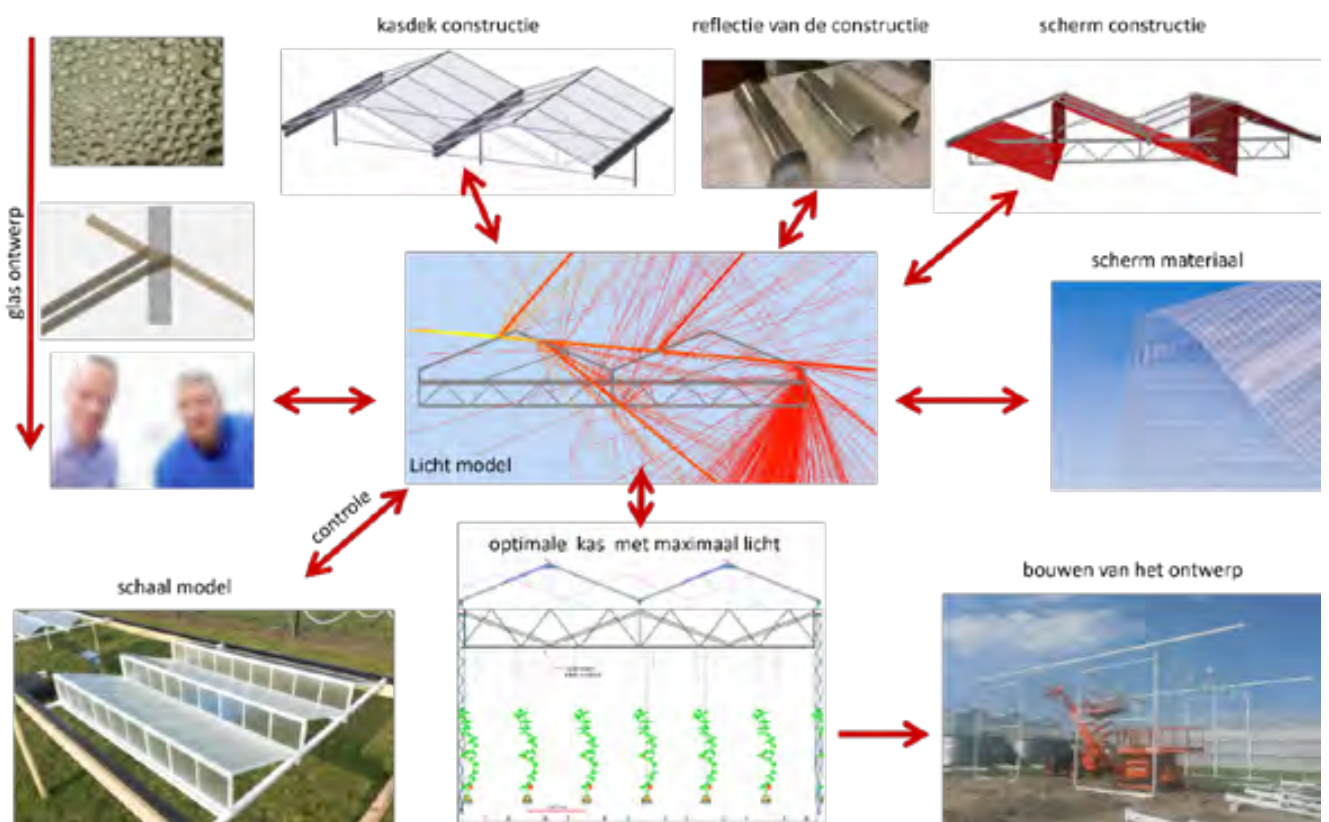 kasdek constructie
reflectie van de constructie
scherm constructie
glas ontwerp
scherm materiaal
Licht model
controle
optimale kas met maximaal licht
schaal model
bouwen van het ontwerp